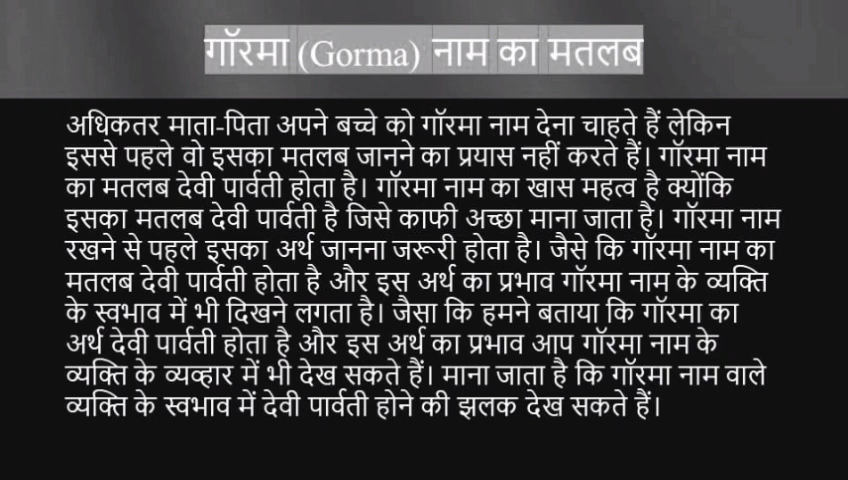 गॉरमा (Gorma) नाम का मतलब
अधिकतर माता-पिता अपने बच्चे को गॉरमा नाम देना चाहते हैं लेकिन
इससे पहले वो इसका मतलब जानने का प्रयास नहीं करते हैं। गॉरमा नाम
का मतलब देवी पार्वती होता है। गॉरमा नाम का खास महत्व है क्योंकि
इसका मतलब देवी पार्वती है जिसे काफी अच्छा माना जाता है। गॉरमा नाम
रखने से पहले इसका अर्थ जानना जरूरी होता है। जैसे कि गॉरमा नाम का
मतलब देवी पार्वती होता है और इस अर्थ का प्रभाव गॉरमा नाम के व्यक्ति
के स्वभाव में भी दिखने लगता है। जैसा कि हमने बताया कि गॉरमा का
अर्थ देवी पार्वती होता है और इस अर्थ का प्रभाव आप गॉरमा नाम के
व्यक्ति के व्यव्हार में भी देख सकते हैं। माना जाता है कि गॉरमा नाम वाले
व्यक्ति के स्वभाव में देवी पार्वती होने की झलक देख सकते हैं।